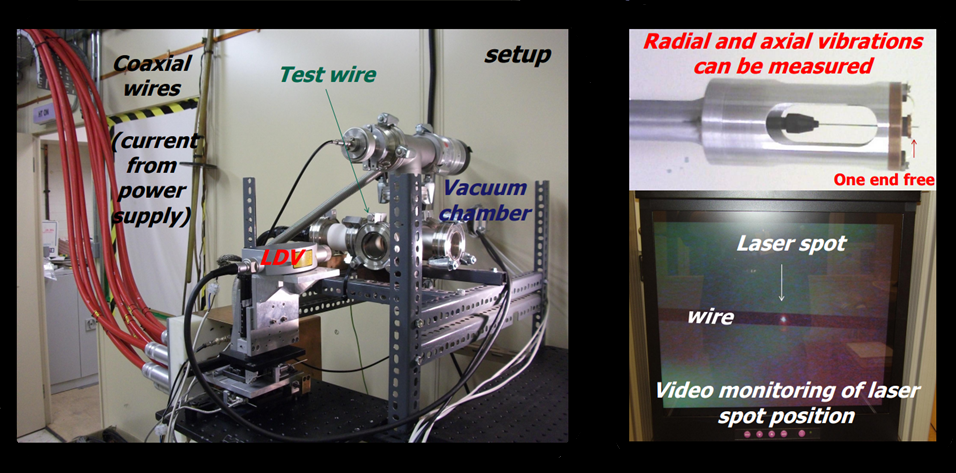 setup
Coaxial
wires
Test wire
(current
from
power
supply)
Vacuum
chamber
LDV
Radial and axial vibrations
can be measured
One end free
Laser spot
wire
Video monitoring of laser
spot position